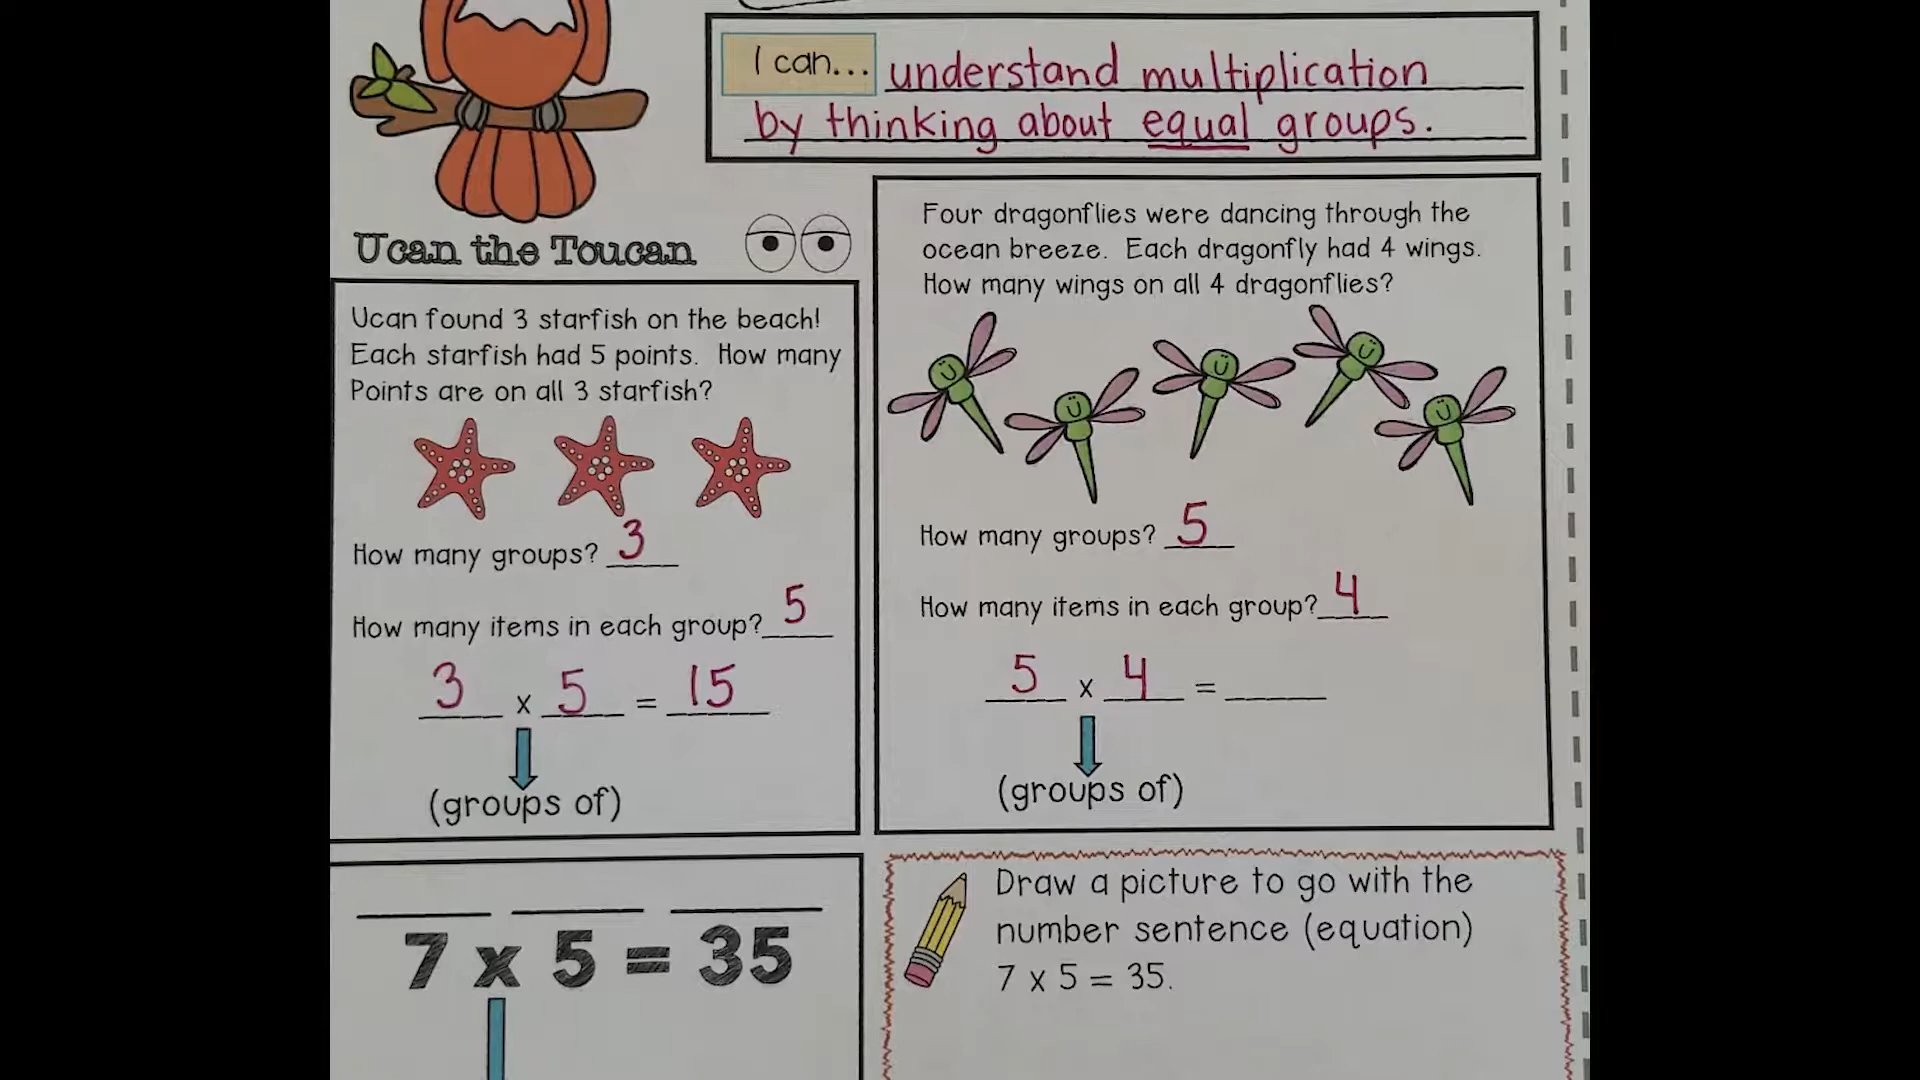 I can... understand multiplication
by thinking about equal groups.
Ucan the Toucan
Ucan found 3 starfish on the beach!
Each starfish had 5 points. How many
Points are on all 3 starfish?
How many groups? 3
How many items in each group? 5
3 x 5 = 15
(groups of)
Four dragonflies were dancing through the
ocean breeze. Each dragonfly had 4 wings.
How many wings on all 4 dragonflies?
How many groups? 5
How many items in each group? 4
5 x 4 =
(groups of)
7 x 5 = 35
Draw a picture to go with the
number sentence (equation)
7 x 5 = 35.